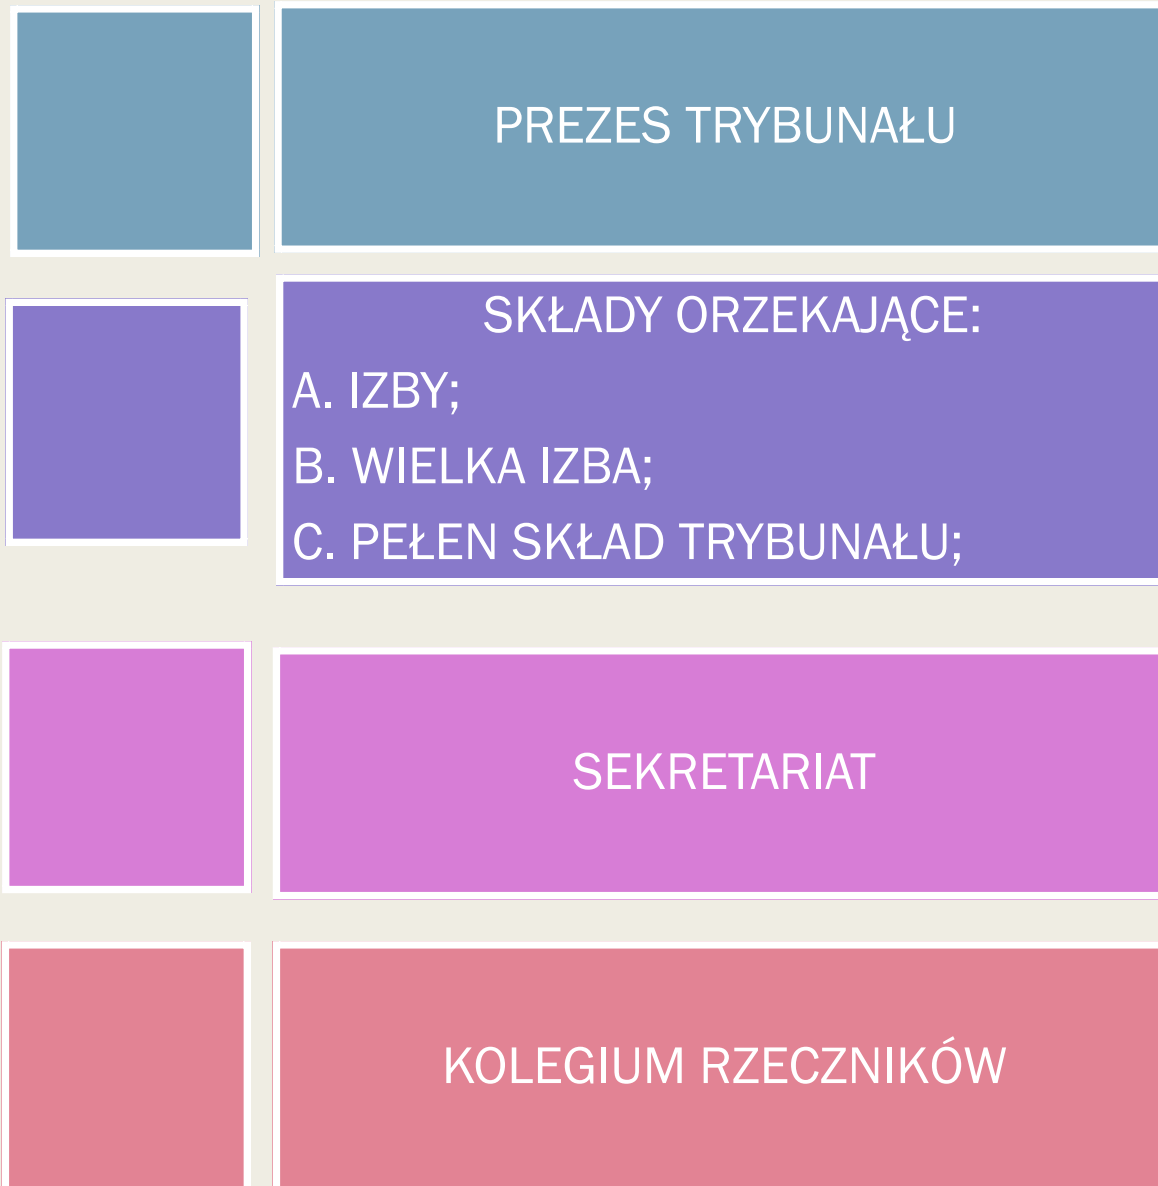 PREZES TRYBUNAŁU
SKŁADY ORZEKAJĄCE:
A. IZBY;
B. WIELKA IZBA;
C. PEŁEN SKŁAD TRYBUNAŁU;
SEKRETARIAT
KOLEGIUM RZECZNIKÓW